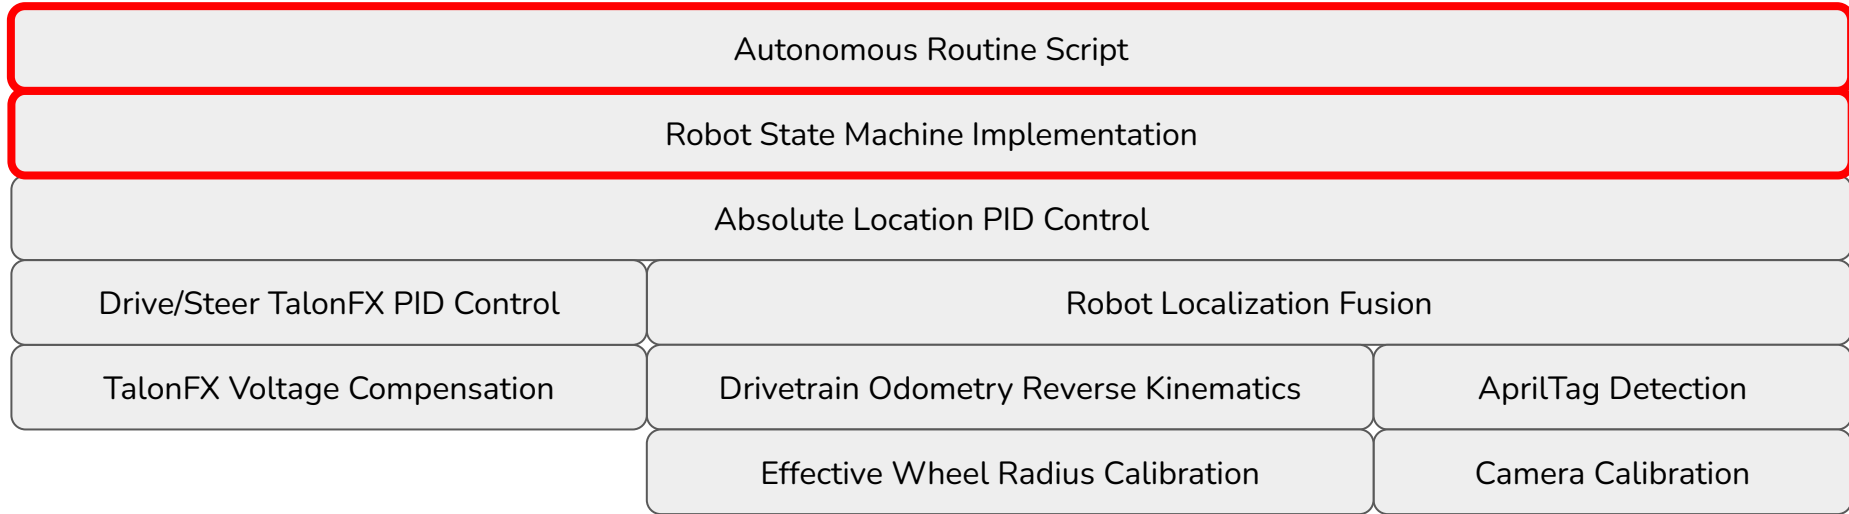 Autonomous Routine Script
Robot State Machine Implementation
Absolute Location PID Control
Drive/Steer TalonFX PID Control
Robot Localization Fusion
TalonFX Voltage Compensation
Drivetrain Odometry Reverse Kinematics
AprilTag Detection
Effective Wheel Radius Calibration
Camera Calibration